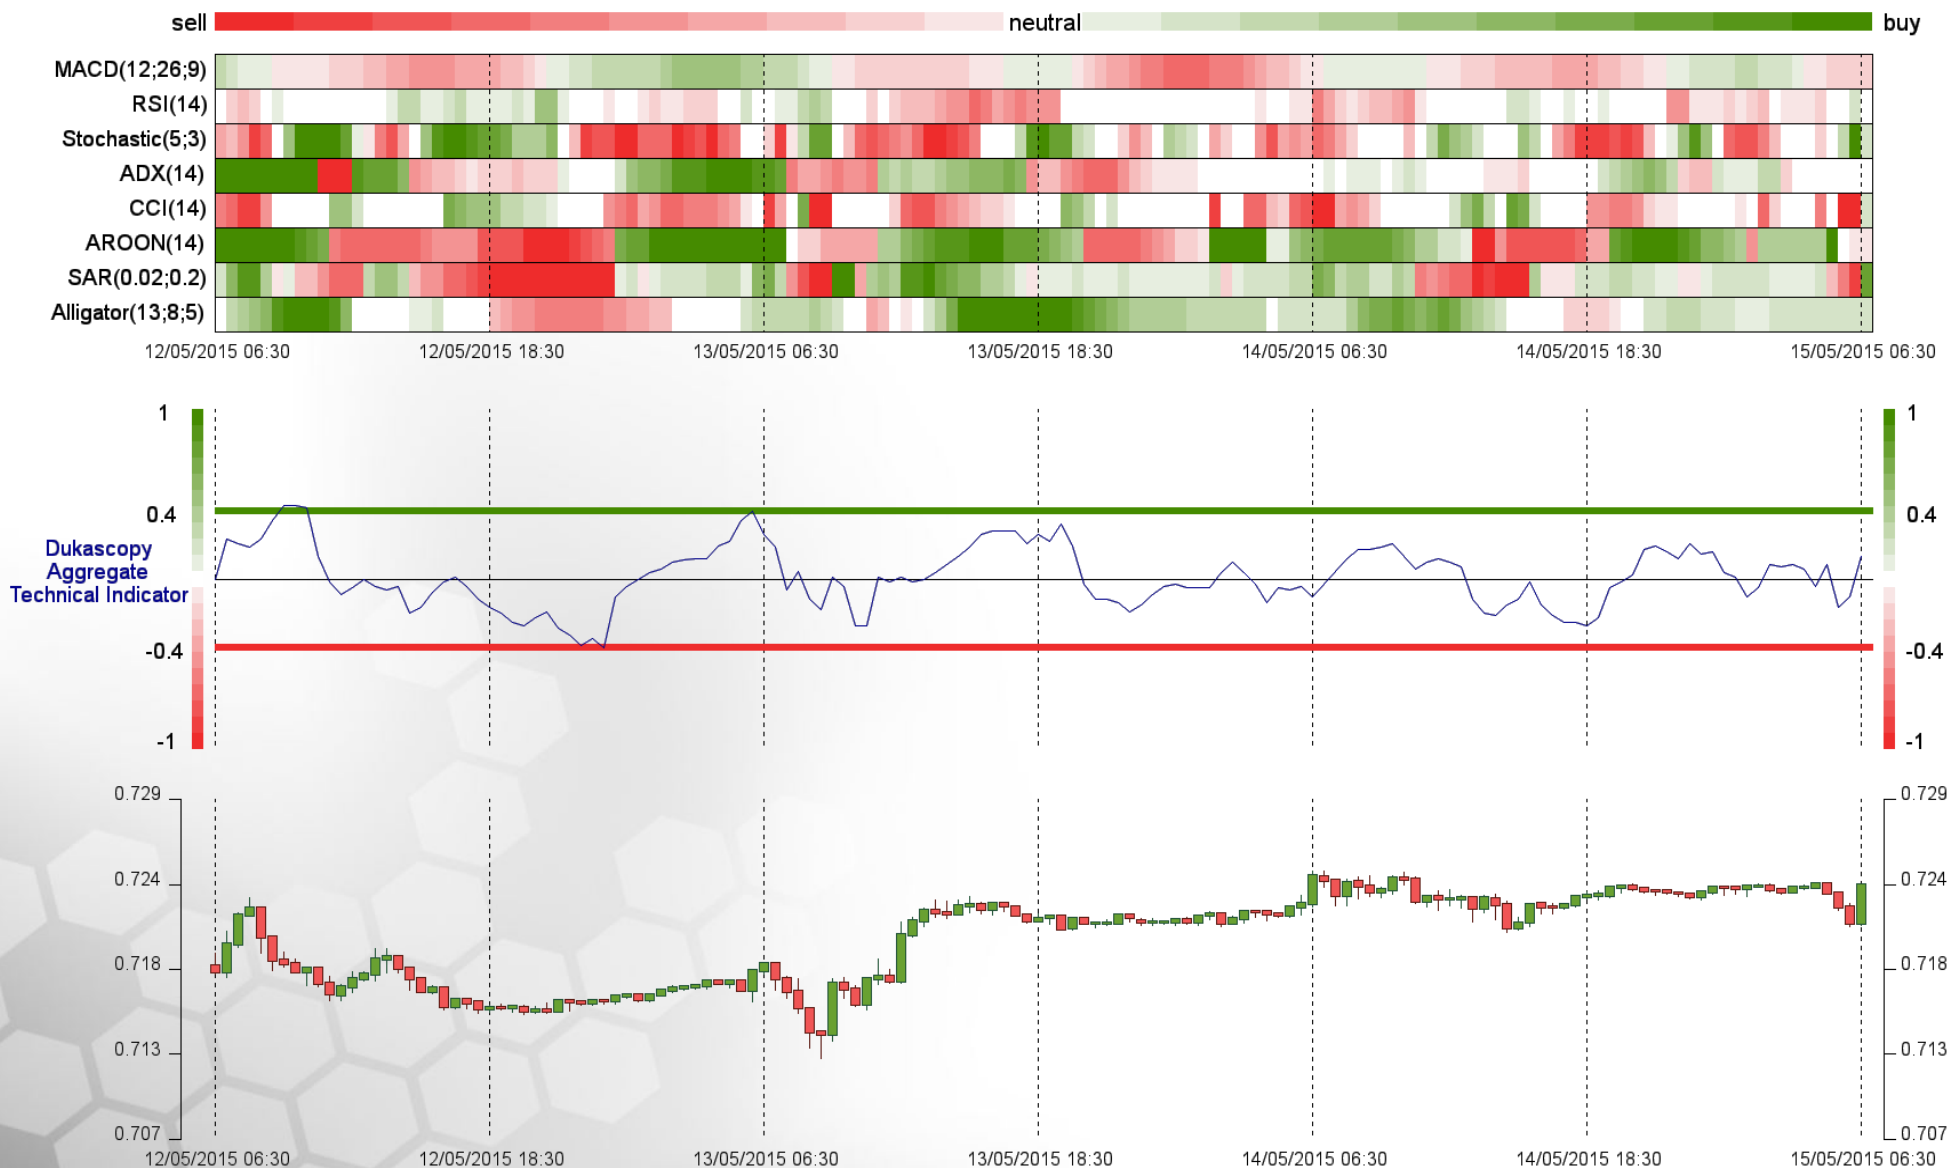 sell neutral buy
MACD(12;26;9)
RSI(14)
Stochastic(5;3)
ADX(14)
CCI(14)
AROON(14)
SAR(0.02;0.2)
Alligator(13;8;5)
12/05/2015 06:30 12/05/2015 18:30 13/05/2015 06:30 13/05/2015 18:30 14/05/2015 06:30 14/05/2015 18:30 15/05/2015 06:30
1 1
0.4 0.4
Dukascopy
Aggregate
Technical Indicator
-0.4 -0.4
-1 -1
0.729 0.729
0.724 0.724
0.718 0.718
0.713 0.713
0.707 0.707
12/05/2015 06:30 12/05/2015 18:30 13/05/2015 06:30 13/05/2015 18:30 14/05/2015 06:30 14/05/2015 18:30 15/05/2015 06:30